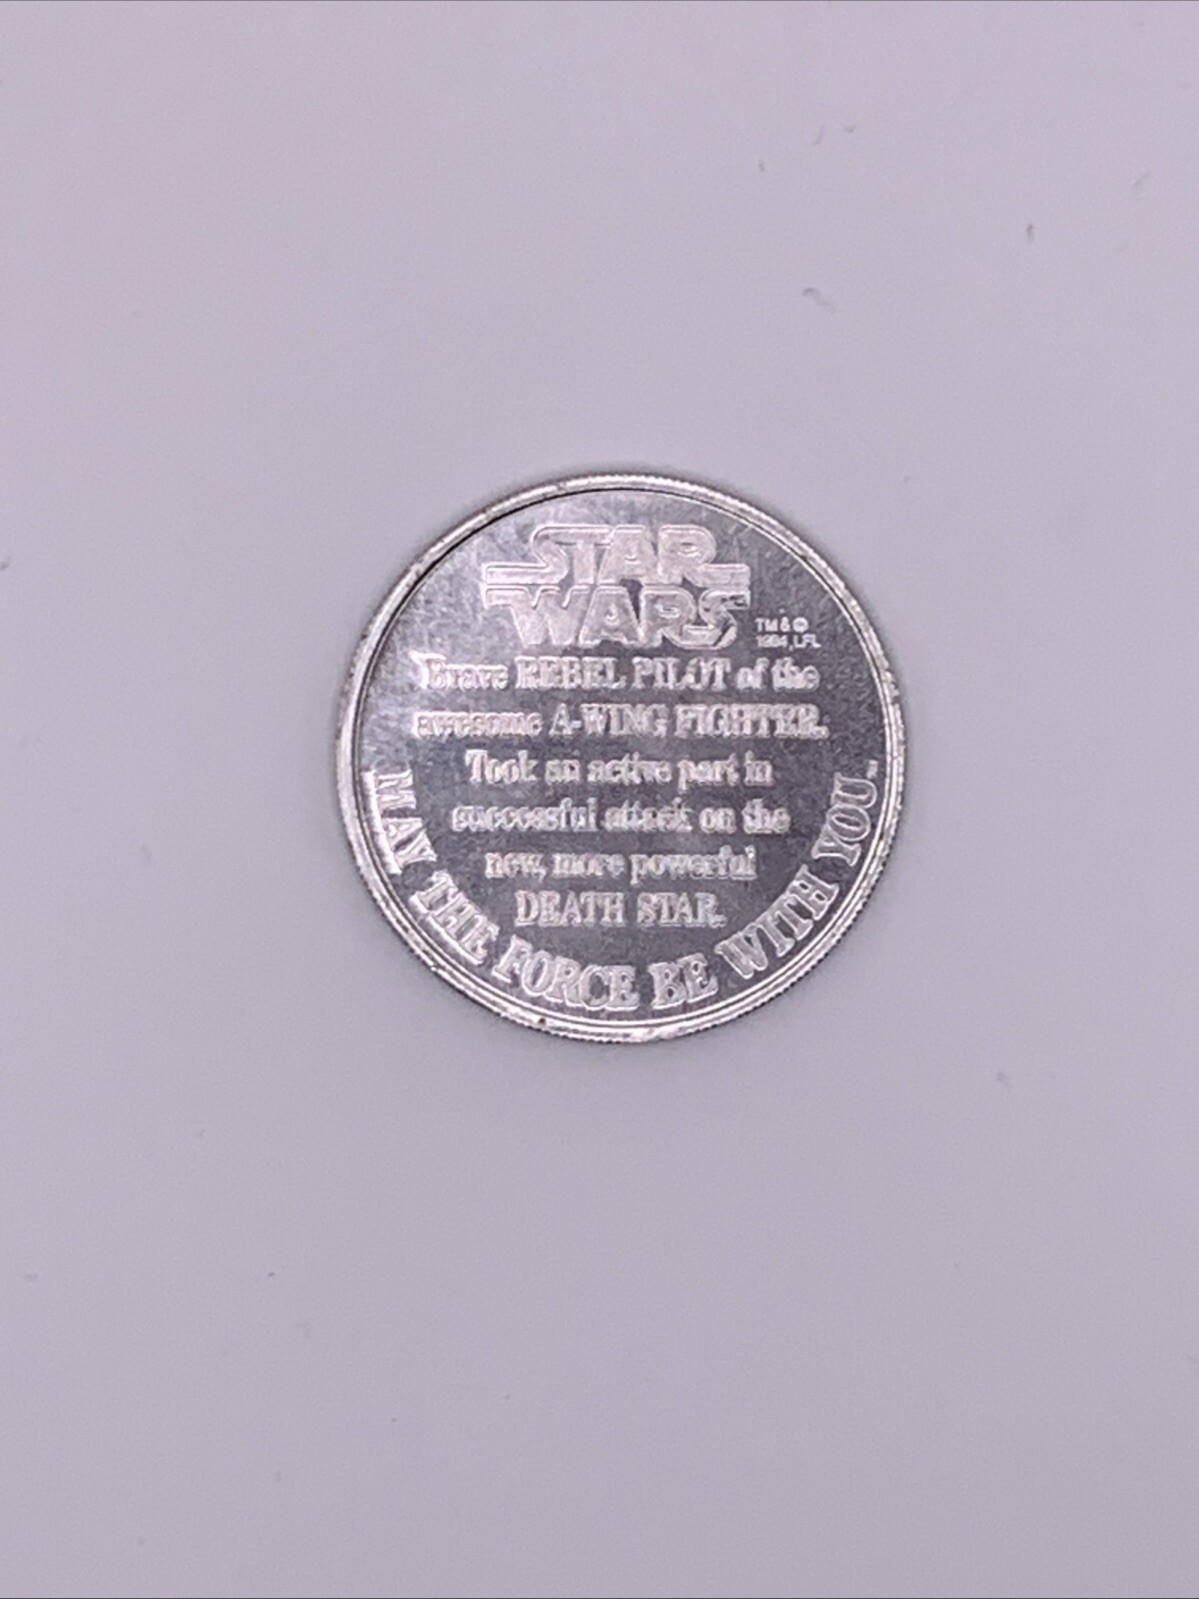 STAR
WARS
TM & ©
1984, LFL
Brave REBEL PILOT of the
awesome A-WING FIGHTER.
Took an active part in
successful attack on the
new, more powerful
DEATH STAR.
MAY THE FORCE BE WITH YOU.